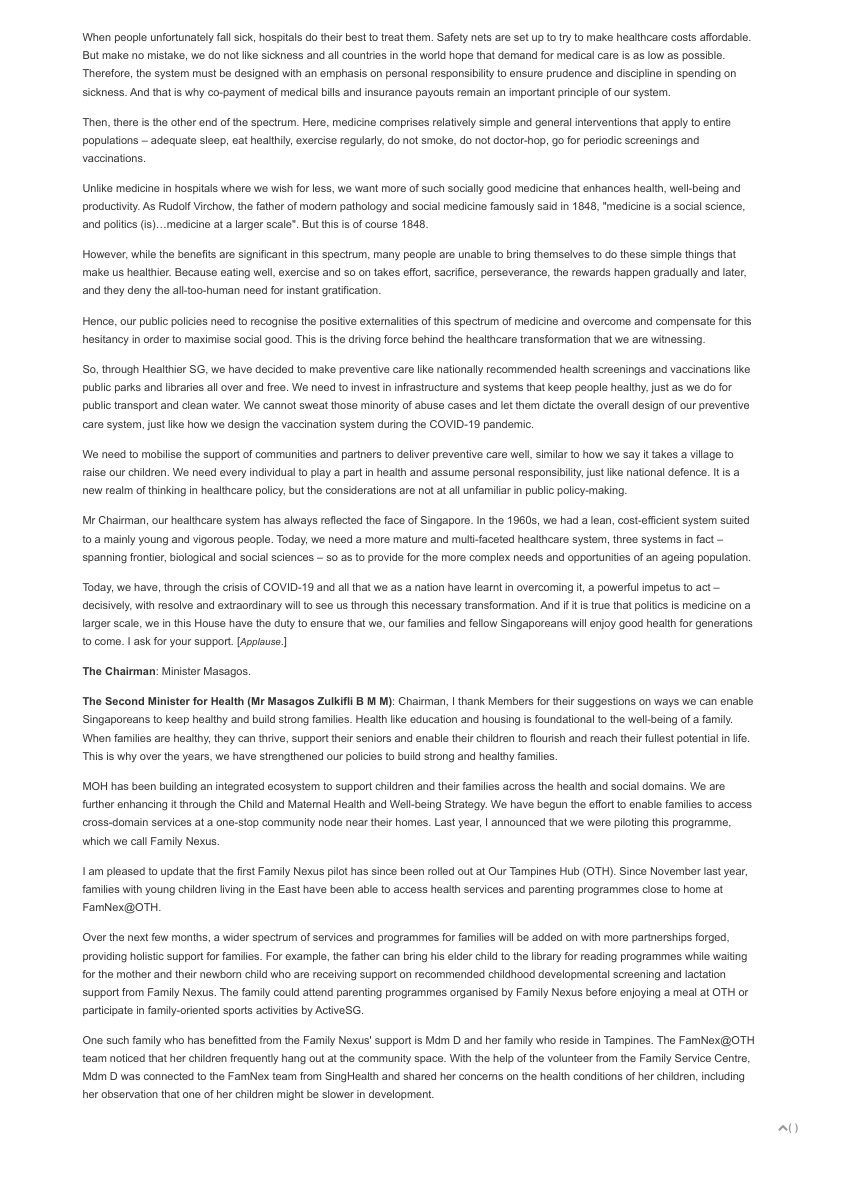 When people unfortunately fall sick, hospitals do their best to treat them. Safety nets are set up to try to make healthcare costs affordable.
But make no mistake, we do not like sickness and all countries in the world hope that demand for medical care is as low as possible.
Therefore, the system must be designed with an emphasis on personal responsibility to ensure prudence and discipline in spending on
sickness. And that is why co-payment of medical bills and insurance payouts remain an important principle of our system.
Then, there is the other end of the spectrum. Here, medicine comprises relatively simple and general interventions that apply to entire
populations – adequate sleep, eat healthily, exercise regularly, do not smoke, do not doctor-hop, go for periodic screenings and
vaccinations.
Unlike medicine in hospitals where we wish for less, we want more of such socially good medicine that enhances health, well-being and
productivity. As Rudolf Virchow, the father of modern pathology and social medicine famously said in 1848, "medicine is a social science,
and politics (is)…medicine at a larger scale". But this is of course 1848.
However, while the benefits are significant in this spectrum, many people are unable to bring themselves to do these simple things that
make us healthier. Because eating well, exercise and so on takes effort, sacrifice, perseverance, the rewards happen gradually and later,
and they deny the all-too-human need for instant gratification.
Hence, our public policies need to recognise the positive externalities of this spectrum of medicine and overcome and compensate for this
hesitancy in order to maximise social good. This is the driving force behind the healthcare transformation that we are witnessing.
So, through Healthier SG, we have decided to make preventive care like nationally recommended health screenings and vaccinations like
public parks and libraries all over and free. We need to invest in infrastructure and systems that keep people healthy, just as we do for
public transport and clean water. We cannot sweat those minority of abuse cases and let them dictate the overall design of our preventive
care system, just like how we design the vaccination system during the COVID-19 pandemic.
We need to mobilise the support of communities and partners to deliver preventive care well, similar to how we say it takes a village to
raise our children. We need every individual to play a part in health and assume personal responsibility, just like national defence. It is a
new realm of thinking in healthcare policy, but the considerations are not at all unfamiliar in public policy-making.
Mr Chairman, our healthcare system has always reflected the face of Singapore. In the 1960s, we had a lean, cost-efficient system suited
to a mainly young and vigorous people. Today, we need a more mature and multi-faceted healthcare system, three systems in fact –
spanning frontier, biological and social sciences – so as to provide for the more complex needs and opportunities of an ageing population.
Today, we have, through the crisis of COVID-19 and all that we as a nation have learnt in overcoming it, a powerful impetus to act –
decisively, with resolve and extraordinary will to see us through this necessary transformation. And if it is true that politics is medicine on a
larger scale, we in this House have the duty to ensure that we, our families and fellow Singaporeans will enjoy good health for generations
to come. I ask for your support. [Applause.]
The Chairman: Minister Masagos.
The Second Minister for Health (Mr Masagos Zulkifli B M M): Chairman, I thank Members for their suggestions on ways we can enable
Singaporeans to keep healthy and build strong families. Health like education and housing is foundational to the well-being of a family.
When families are healthy, they can thrive, support their seniors and enable their children to flourish and reach their fullest potential in life.
This is why over the years, we have strengthened our policies to build strong and healthy families.
MOH has been building an integrated ecosystem to support children and their families across the health and social domains. We are
further enhancing it through the Child and Maternal Health and Well-being Strategy. We have begun the effort to enable families to access
cross-domain services at a one-stop community node near their homes. Last year, I announced that we were piloting this programme,
which we call Family Nexus.
I am pleased to update that the first Family Nexus pilot has since been rolled out at Our Tampines Hub (OTH). Since November last year,
families with young children living in the East have been able to access health services and parenting programmes close to home at
FamNex@OTH.
Over the next few months, a wider spectrum of services and programmes for families will be added on with more partnerships forged,
providing holistic support for families. For example, the father can bring his elder child to the library for reading programmes while waiting
for the mother and their newborn child who are receiving support on recommended childhood developmental screening and lactation
support from Family Nexus. The family could attend parenting programmes organised by Family Nexus before enjoying a meal at OTH or
participate in family-oriented sports activities by ActiveSG.
One such family who has benefitted from the Family Nexus' support is Mdm D and her family who reside in Tampines. The FamNex@OTH
team noticed that her children frequently hang out at the community space. With the help of the volunteer from the Family Service Centre,
Mdm D was connected to the FamNex team from SingHealth and shared her concerns on the health conditions of her children, including
her observation that one of her children might be slower in development.
( )